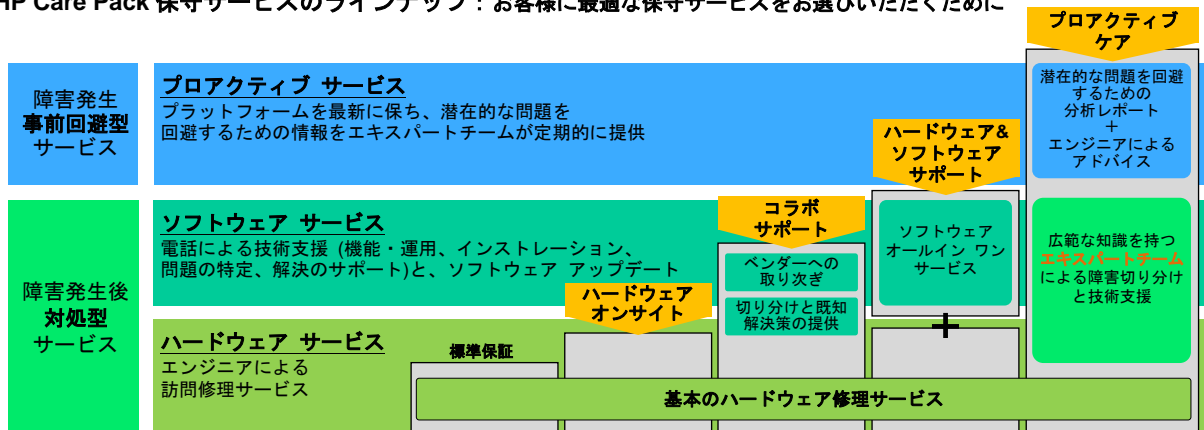 HP Care Pack 保守サービスのラインナップ：お客様に最適な保守サービスをお選びいただくために
プロアクティブ
ケア
障害発生
事前回避型
サービス
プロアクティブ サービス
プラットフォームを最新に保ち、潜在的な問題を
回避するための情報をエキスパートチームが定期的に提供
潜在的な問題を回避
するための
分析レポート
＋
エンジニアによる
アドバイス
ハードウェア&
ソフトウェア
サポート
障害発生後
対処型
サービス
ソフトウェア サービス
電話による技術支援 (機能・運用、インストレーション、
問題の特定、解決のサポート)と、ソフトウェア アップデート
コラボ
サポート
ベンダーへの
取り次ぎ
切り分けと既知
解決策の提供
ソフトウェア
オールイン ワン
サービス
広範な知識を持つ
エキスパートチーム
による障害切り分け
と技術支援
ハードウェア
オンサイト
+
ハードウェア サービス
エンジニアによる
訪問修理サービス
標準保証
基本のハードウェア修理サービス